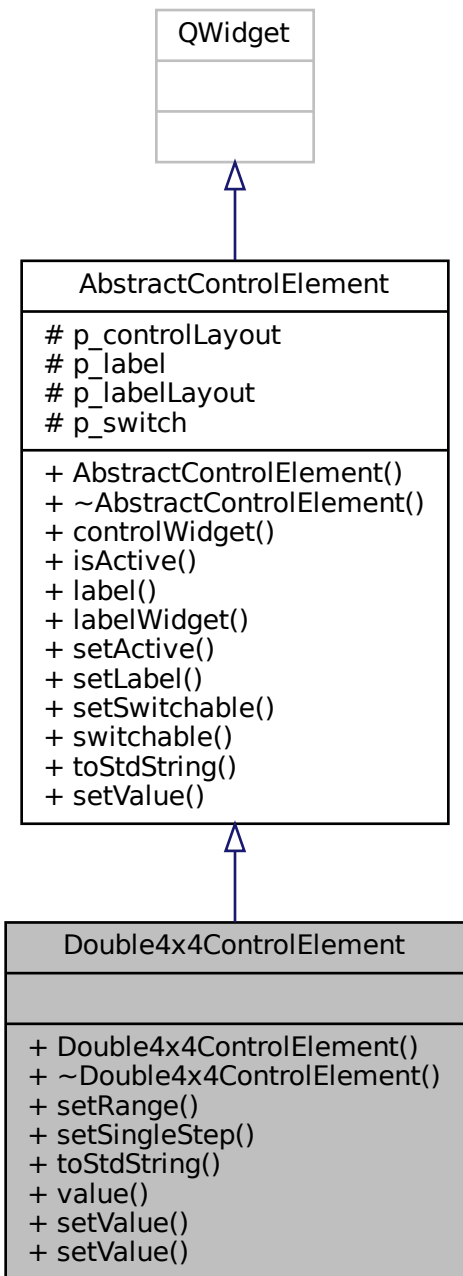 QWidget
AbstractControlElement
# p_controlLayout
# p_label
# p_labelLayout
# p_switch
+ AbstractControlElement()
+ ~AbstractControlElement()
+ controlWidget()
+ isActive()
+ label()
+ labelWidget()
+ setActive()
+ setLabel()
+ setSwitchable()
+ switchable()
+ toStdString()
+ setValue()
Double4x4ControlElement
+ Double4x4ControlElement()
+ ~Double4x4ControlElement()
+ setRange()
+ setSingleStep()
+ toStdString()
+ value()
+ setValue()
+ setValue()